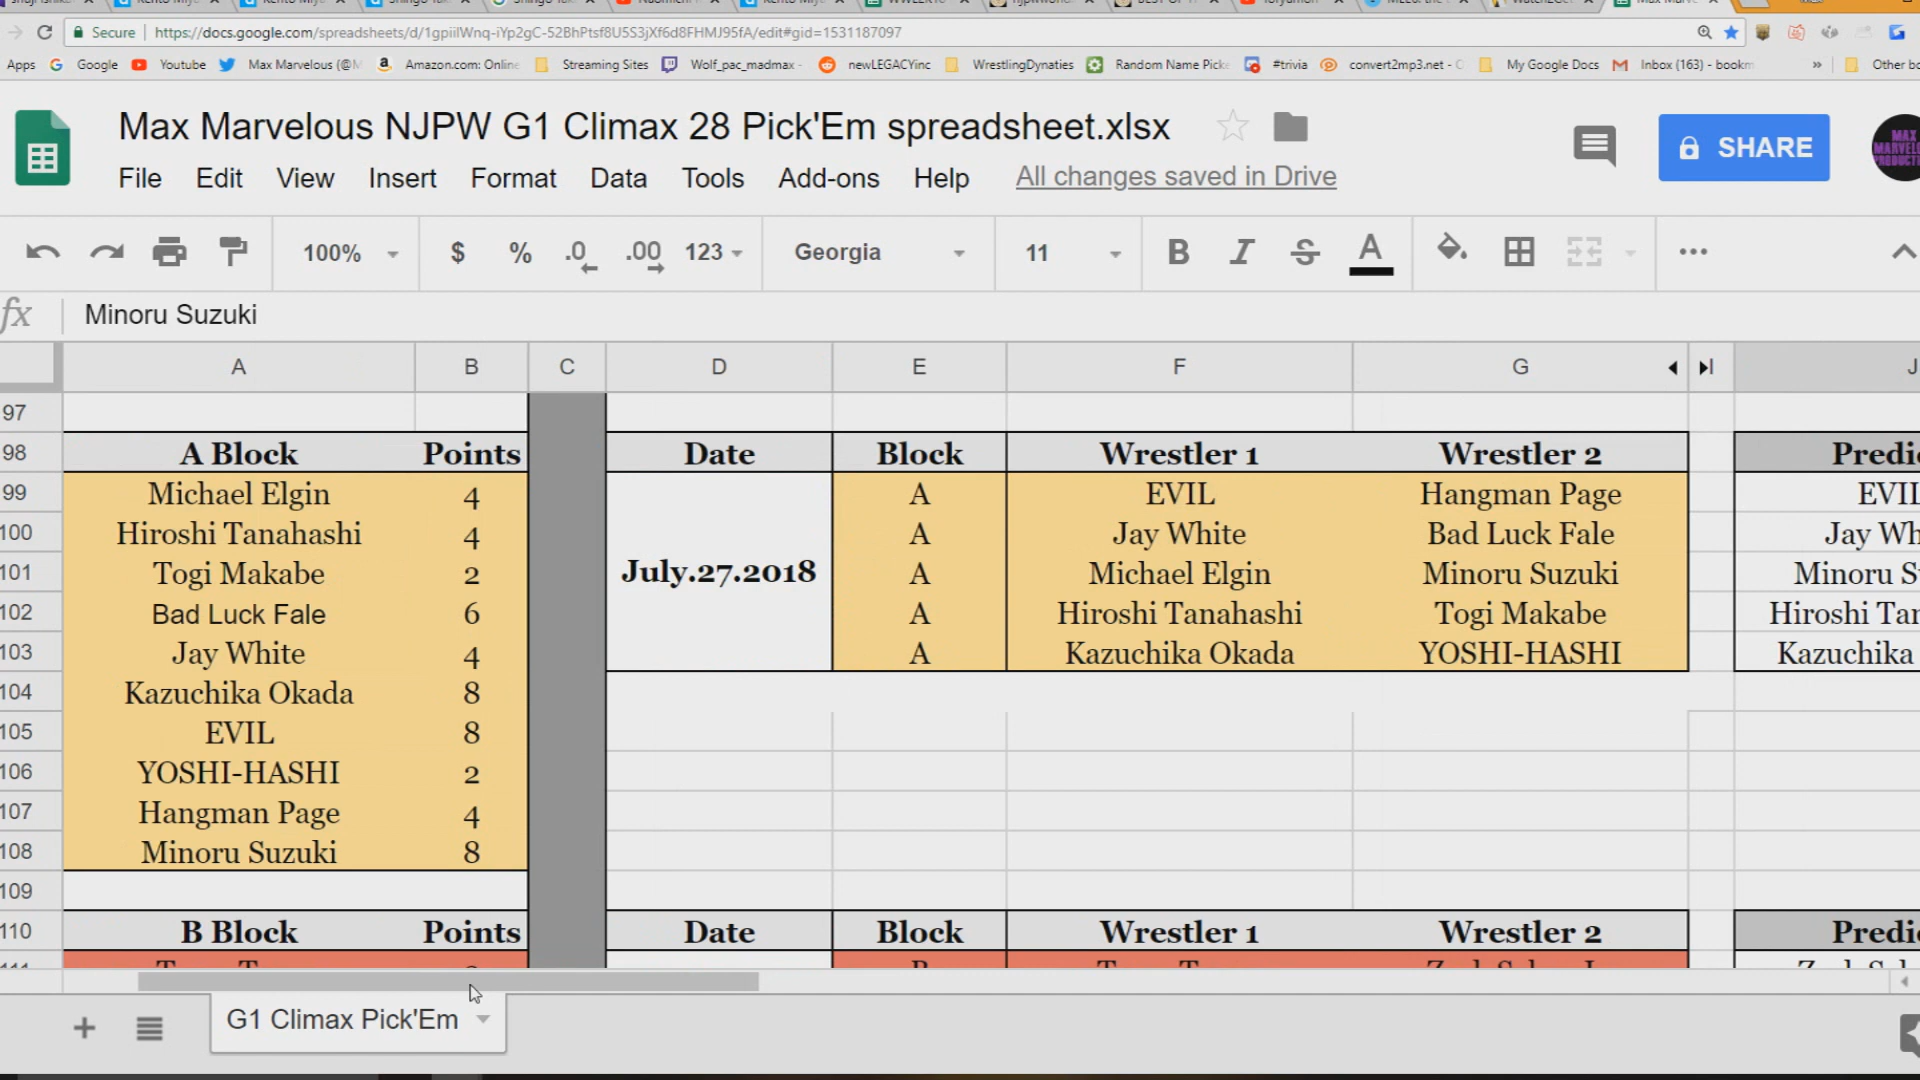 Secure https://docs.google.com/spreadsheets/d/1gpiilWnq-iYp2gC-52BhPtsf8U5S3jXf6d8FHMJ95fA/edit#gid=1531187097
Apps Google Youtube Max Marvelous (@M Amazon.com: Online Streaming Sites Wolf_pac_madmax - newLEGACYinc WrestlingDynaties Random Name Picke #trivia convert2mp3.net - C My Google Docs Inbox (163) - bookm » Other bo
Max Marvelous NJPW G1 Climax 28 Pick'Em spreadsheet.xlsx
SHARE
File Edit View Insert Format Data Tools Add-ons Help All changes saved in Drive
100% $ % .0 .00 123 Georgia 11 B I S A
fx Minoru Suzuki
A B C D E F G J
97
98 A Block Points Date Block Wrestler 1 Wrestler 2 Predi
99 Michael Elgin 4 A EVIL Hangman Page EVIL
100 Hiroshi Tanahashi 4 A Jay White Bad Luck Fale Jay Wh
101 Togi Makabe 2 July.27.2018 A Michael Elgin Minoru Suzuki Minoru S
102 Bad Luck Fale 6 A Hiroshi Tanahashi Togi Makabe Hiroshi Tan
103 Jay White 4 A Kazuchika Okada YOSHI-HASHI Kazuchika
104 Kazuchika Okada 8
105 EVIL 8
106 YOSHI-HASHI 2
107 Hangman Page 4
108 Minoru Suzuki 8
109
110 B Block Points Date Block Wrestler 1 Wrestler 2 Predi
G1 Climax Pick'Em